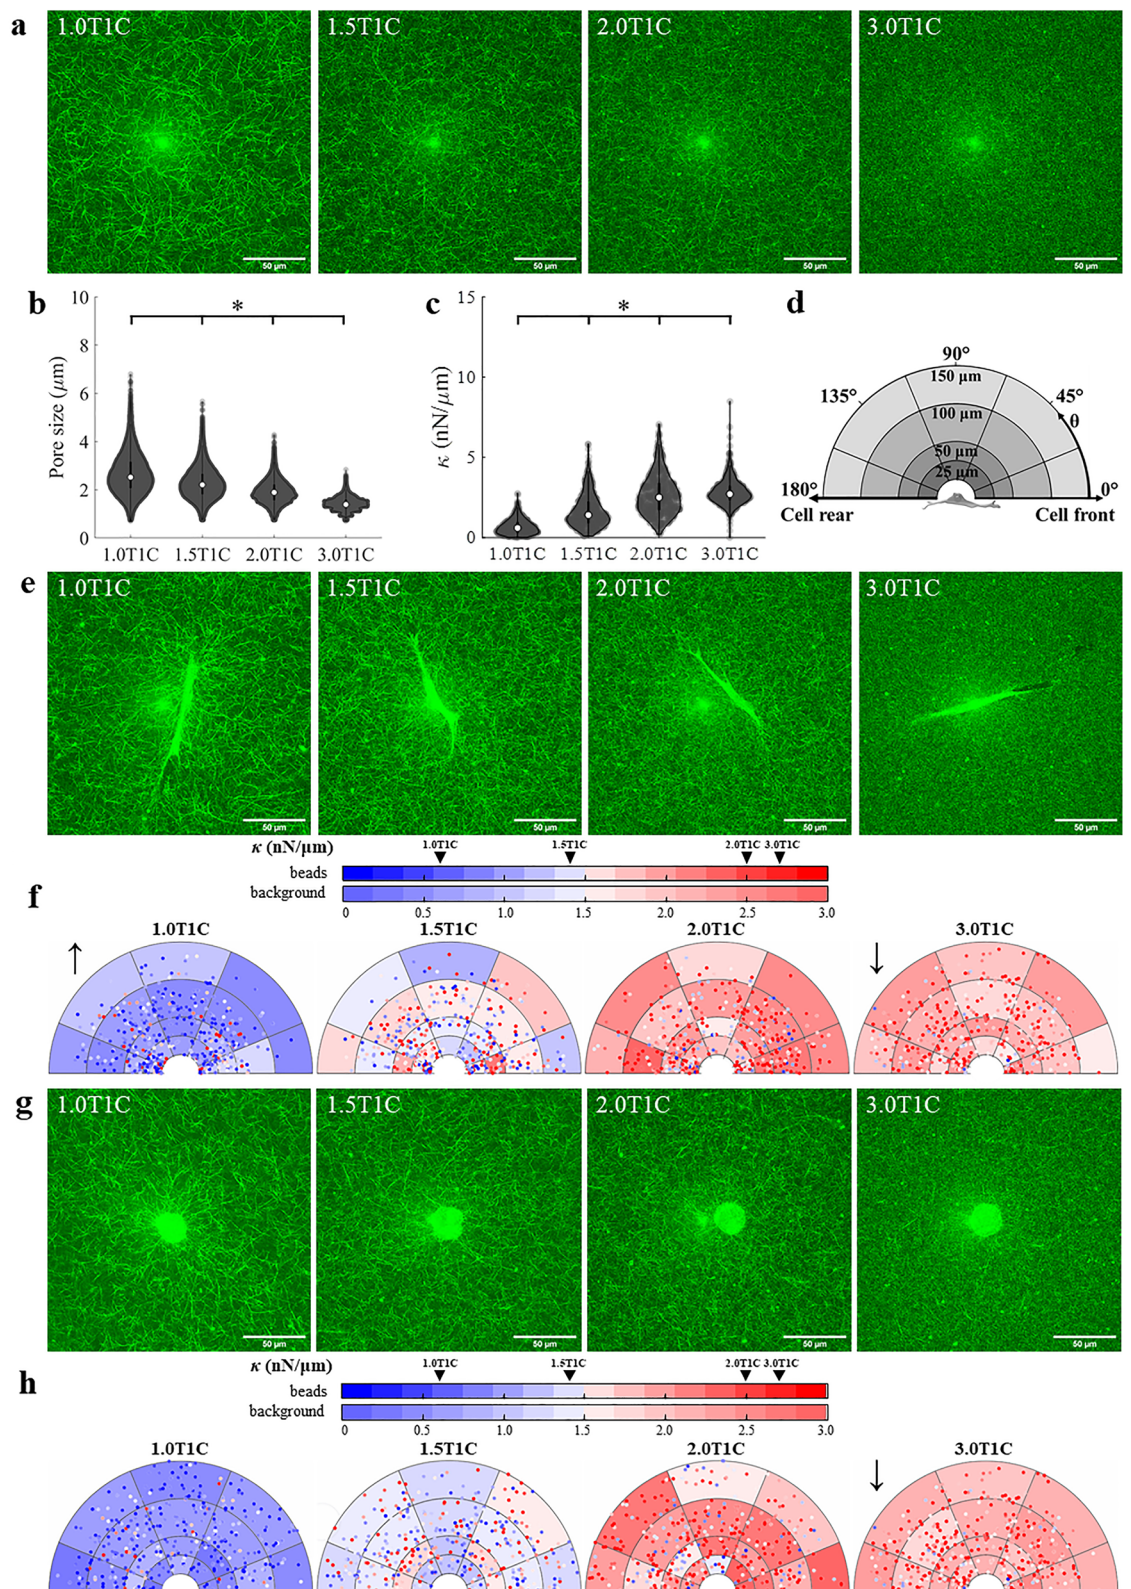 a
1.0T1C 1.5T1C 2.0T1C 3.0T1C
50 µm 50 µm 50 µm 50 µm
b
Pore size (µm)
10
8
6
4
2
0
*
1.0T1C 1.5T1C 2.0T1C 3.0T1C
c
κ (nN/µm)
15
10
5
0
*
1.0T1C 1.5T1C 2.0T1C 3.0T1C
d
90°
150 µm
135° 45°
100 µm
θ
50 µm
25 µm
180° 0°
Cell rear Cell front
e
1.0T1C 1.5T1C 2.0T1C 3.0T1C
50 µm 50 µm 50 µm 50 µm
κ (nN/µm) 1.0T1C 1.5T1C 2.0T1C 3.0T1C
beads
background
0 0.5 1.0 1.5 2.0 2.5 3.0
f
1.0T1C 1.5T1C 2.0T1C 3.0T1C
↑ ↓
g
1.0T1C 1.5T1C 2.0T1C 3.0T1C
50 µm 50 µm 50 µm 50 µm
κ (nN/µm) 1.0T1C 1.5T1C 2.0T1C 3.0T1C
h
beads
background
0 0.5 1.0 1.5 2.0 2.5 3.0
1.0T1C 1.5T1C 2.0T1C 3.0T1C
↓